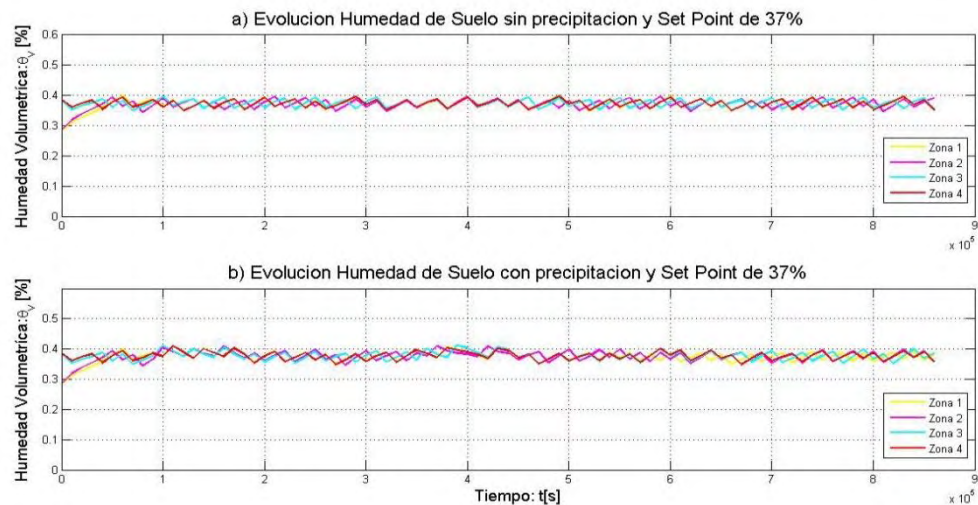 a) Evolucion Humedad de Suelo sin precipitacion y Set Point de 37%
Humedad Volumetrica:θV [%]
0.6
0.5
0.4
0.3
0.2
0.1
0
0 1 2 3 4 5 6 7 8 9
x 10^5
Zona 1
Zona 2
Zona 3
Zona 4
b) Evolucion Humedad de Suelo con precipitacion y Set Point de 37%
Humedad Volumetrica:θV [%]
0.5
0.4
0.3
0.2
0.1
0
0 1 2 3 4 5 6 7 8 9
x 10^5
Zona 1
Zona 2
Zona 3
Zona 4
Tiempo: t[s]